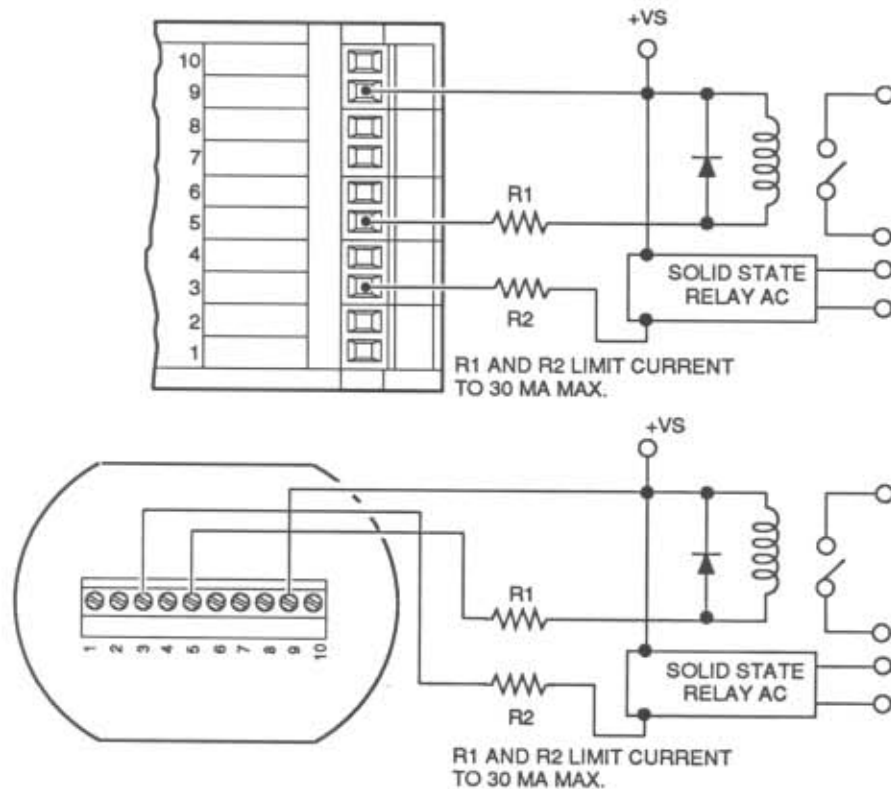 +VS
10
9
8
7
6
5
4
3
2
1
R1
R2
SOLID STATE
RELAY AC
R1 AND R2 LIMIT CURRENT
TO 30 MA MAX.
+VS
R1
R2
SOLID STATE
RELAY AC
1 2 3 4 5 6 7 8 9 10
R1 AND R2 LIMIT CURRENT
TO 30 MA MAX.